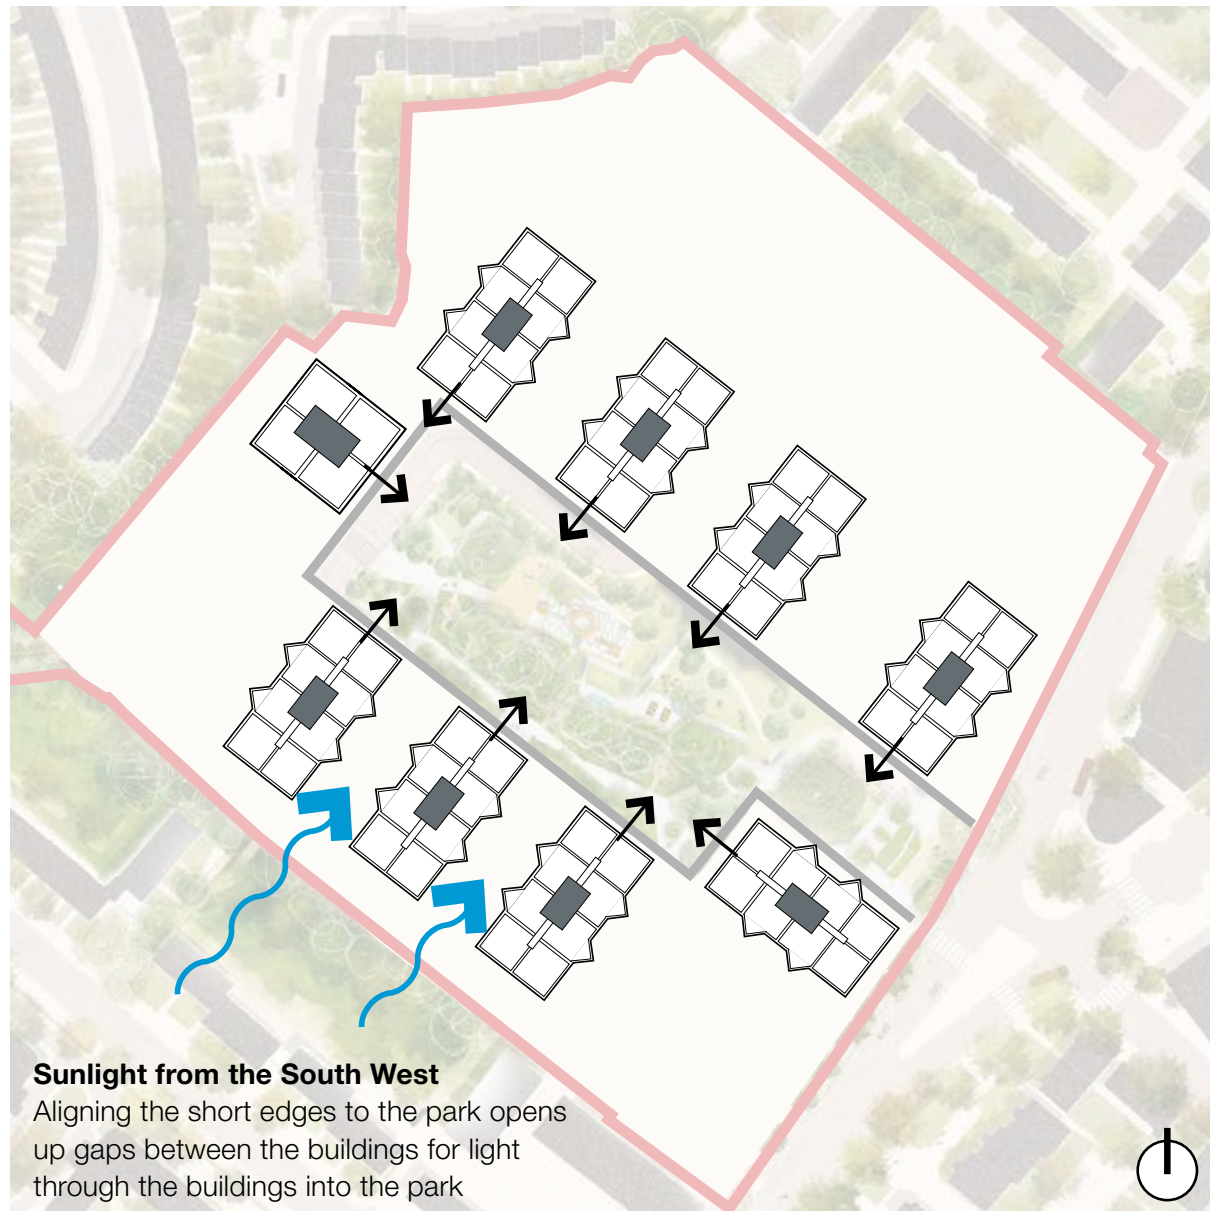 Sunlight from the South West
Aligning the short edges to the park opens
up gaps between the buildings for light
through the buildings into the park